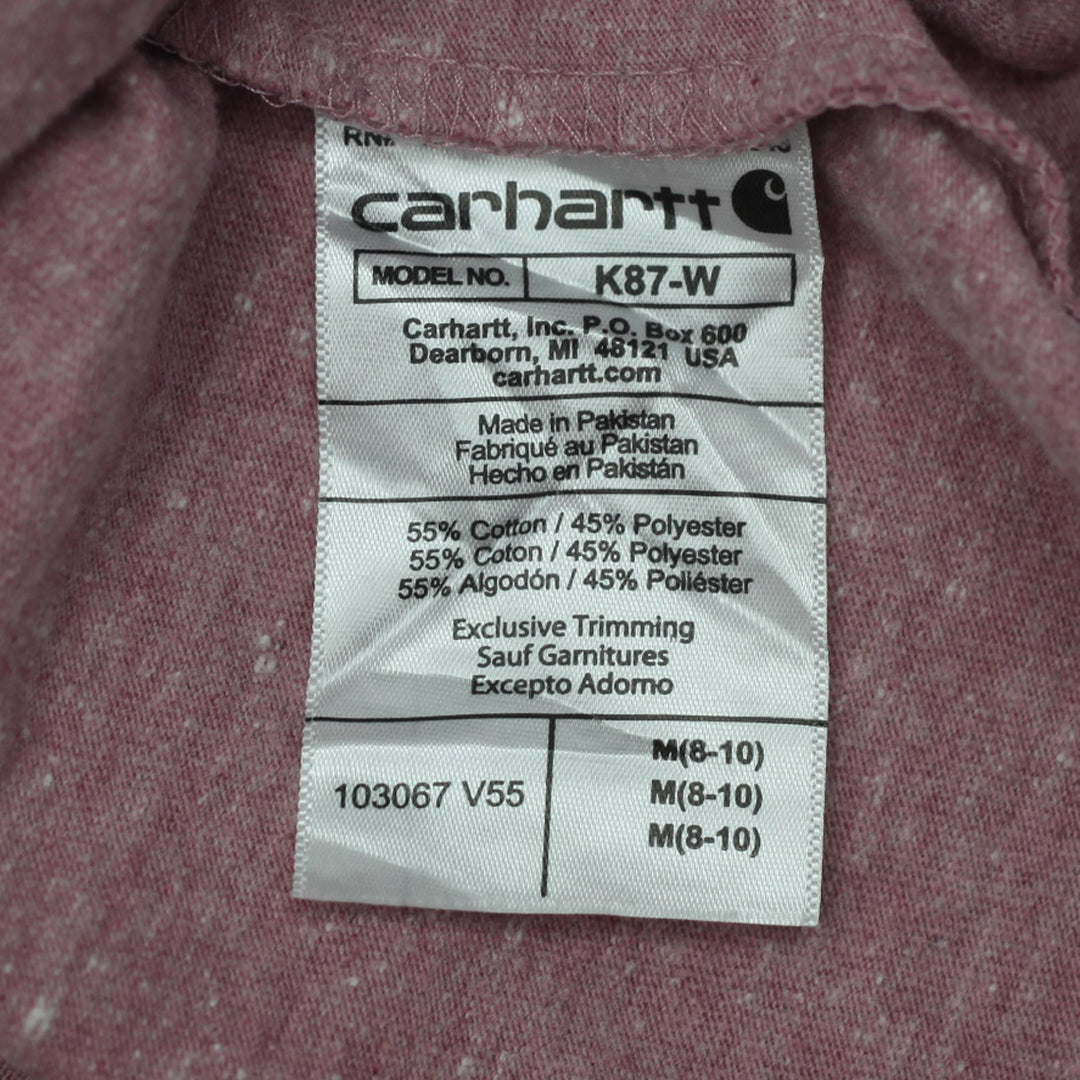 carhartt
MODEL NO. K87-W
Carhartt, Inc. P.O. Box 600
Dearborn, MI 48121 USA
carhartt.com
Made in Pakistan
Fabriqué au Pakistan
Hecho en Pakistán
55% Cotton / 45% Polyester
55% Coton / 45% Polyester
55% Algodón / 45% Poliéster
Exclusive Trimming
Sauf Garnitures
Excepto Adorno
M(8-10)
103067 V55 M(8-10)
M(8-10)